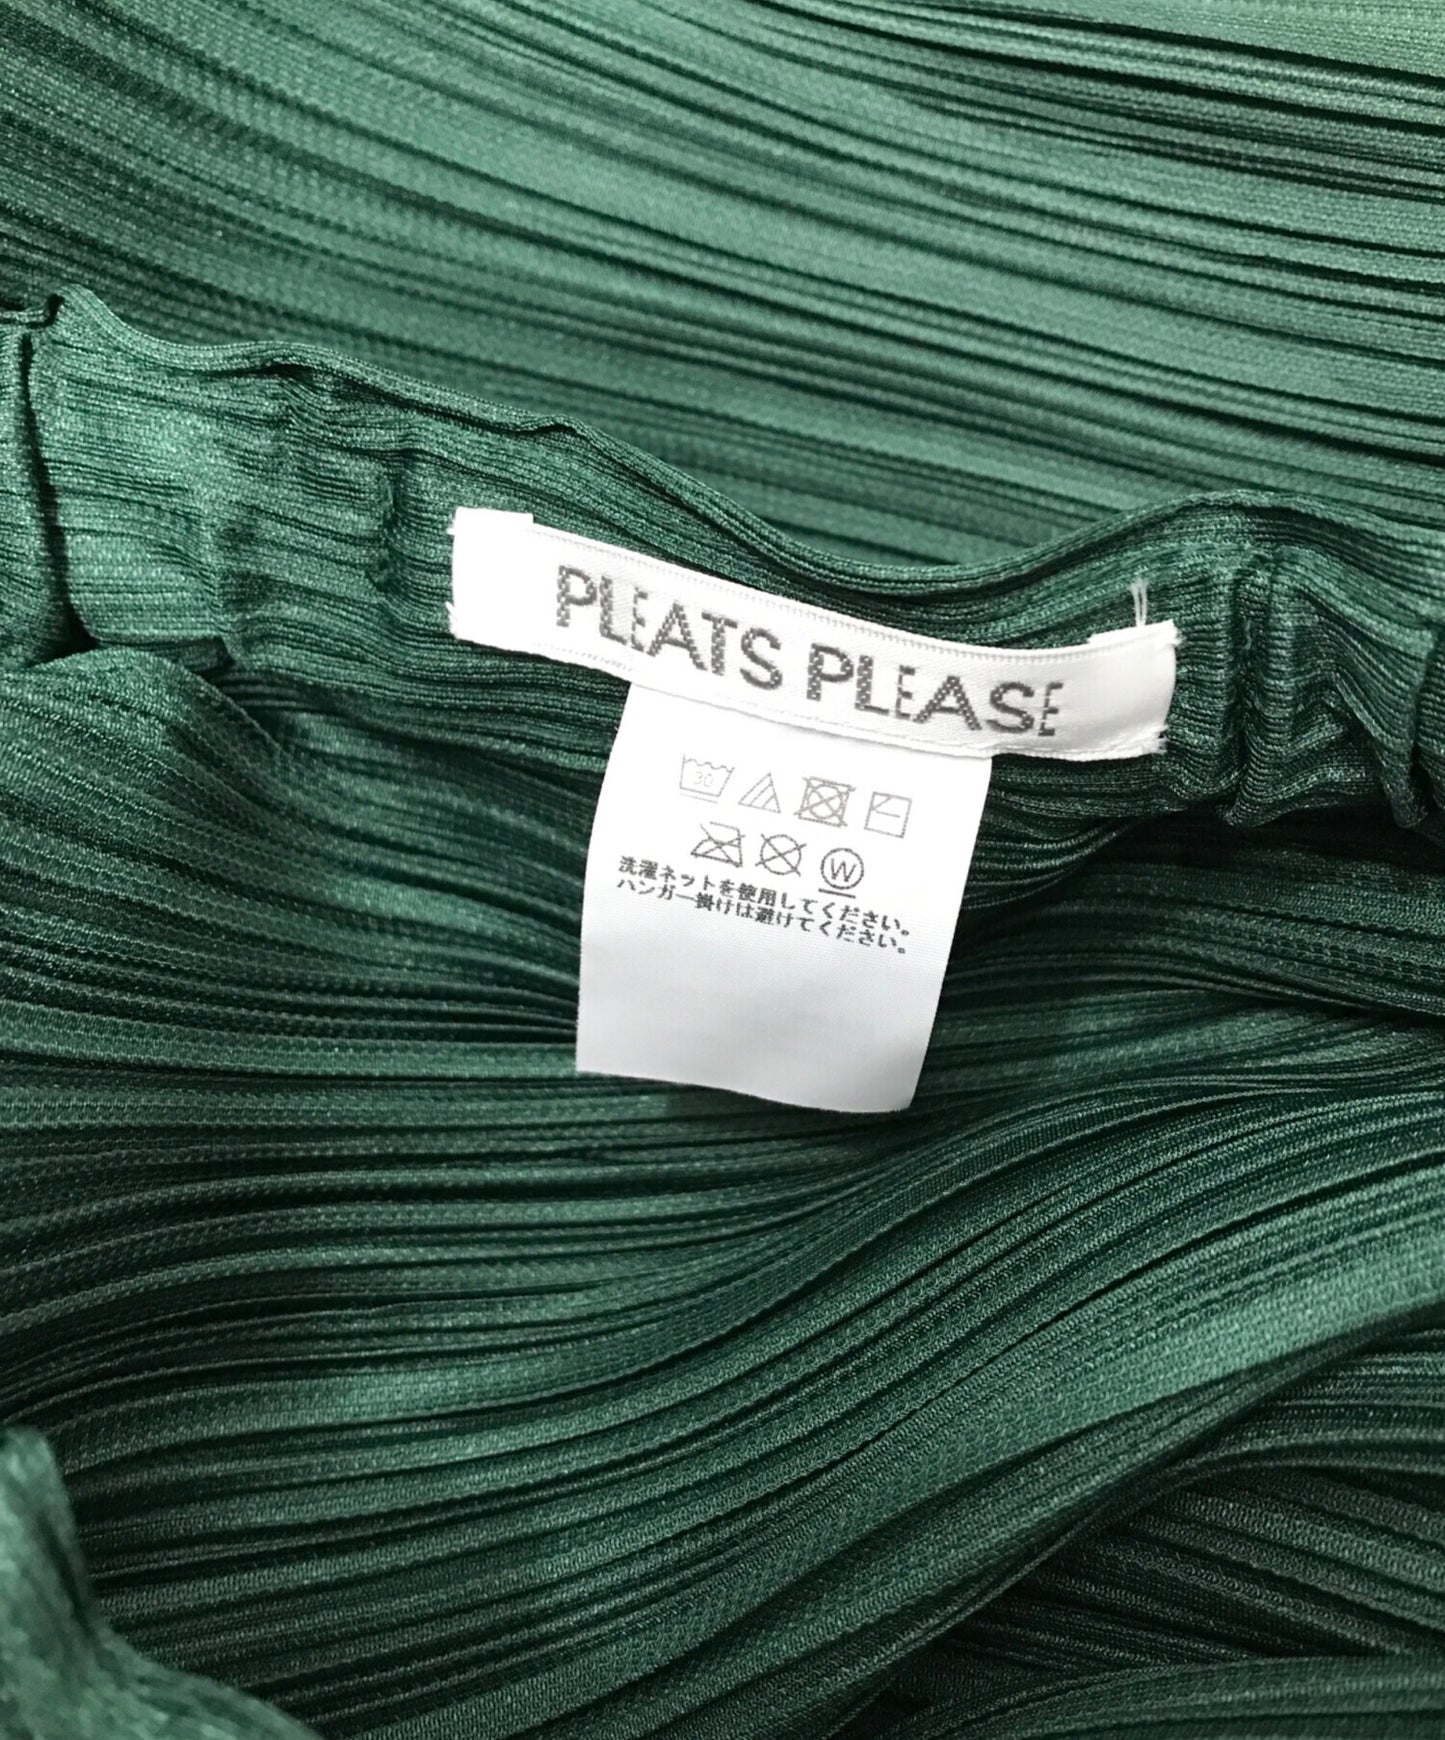 PLEATS PLEASE
30
W
洗濯ネットを使用してください。
ハンガー掛けは避けてください。